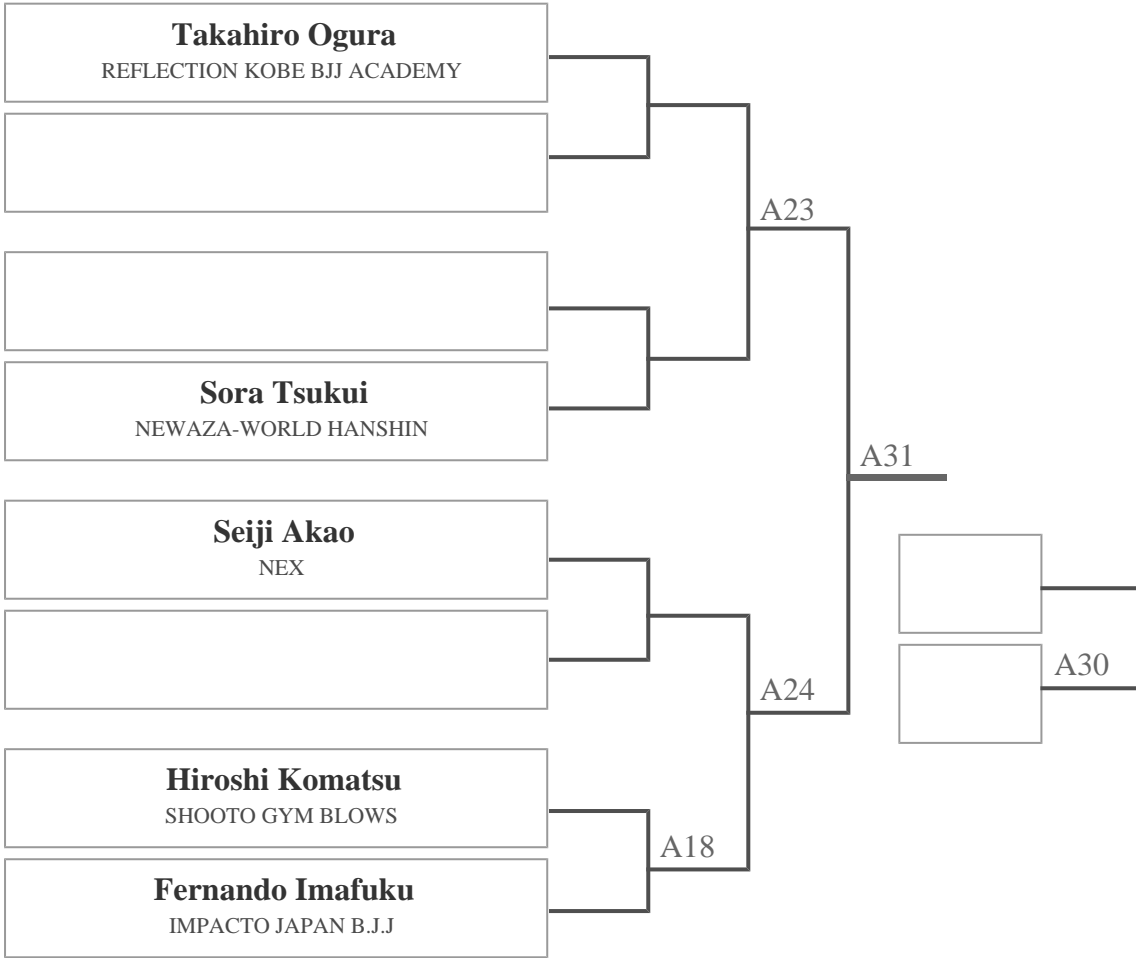 Takahiro Ogura
REFLECTION KOBE BJJ ACADEMY
A23
Sora Tsukui
NEWAZA-WORLD HANSHIN
A31
Seiji Akao
NEX
A30
A24
Hiroshi Komatsu
SHOOTO GYM BLOWS
A18
Fernando Imafuku
IMPACTO JAPAN B.J.J